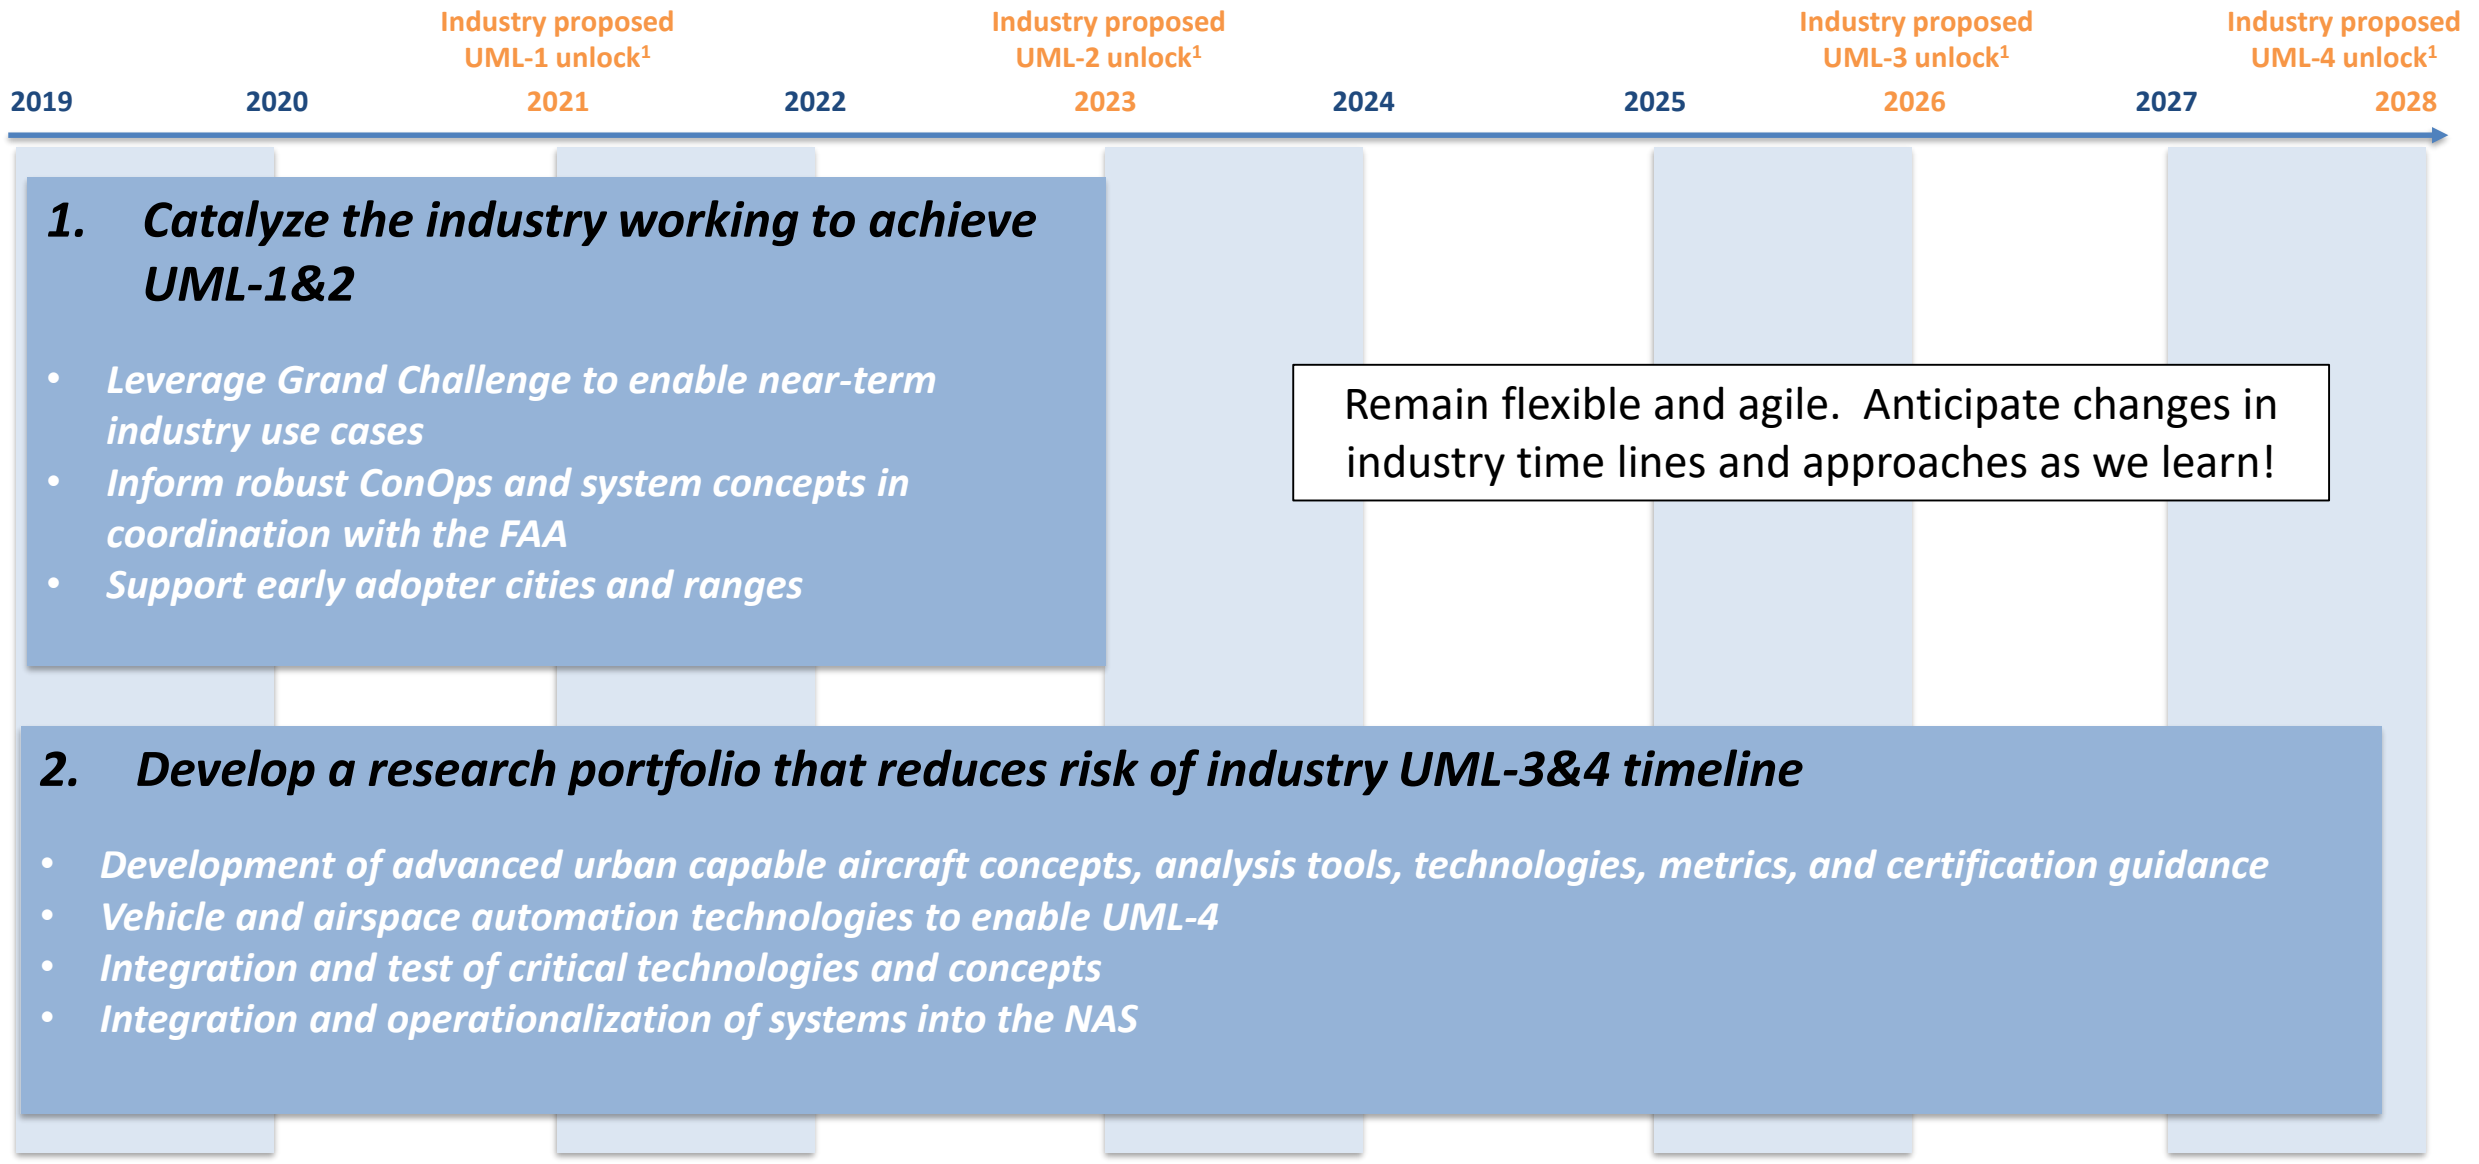 Industry proposed
UML-1 unlock¹
Industry proposed
UML-2 unlock¹
Industry proposed
UML-3 unlock¹
Industry proposed
UML-4 unlock¹
2019 2020 2021 2022 2023 2024 2025 2026 2027 2028
1. Catalyze the industry working to achieve
UML-1&2
• Leverage Grand Challenge to enable near-term
industry use cases
• Inform robust ConOps and system concepts in
coordination with the FAA
• Support early adopter cities and ranges
Remain flexible and agile.  Anticipate changes in
industry time lines and approaches as we learn!
2. Develop a research portfolio that reduces risk of industry UML-3&4 timeline
• Development of advanced urban capable aircraft concepts, analysis tools, technologies, metrics, and certification guidance
• Vehicle and airspace automation technologies to enable UML-4
• Integration and test of critical technologies and concepts
• Integration and operationalization of systems into the NAS